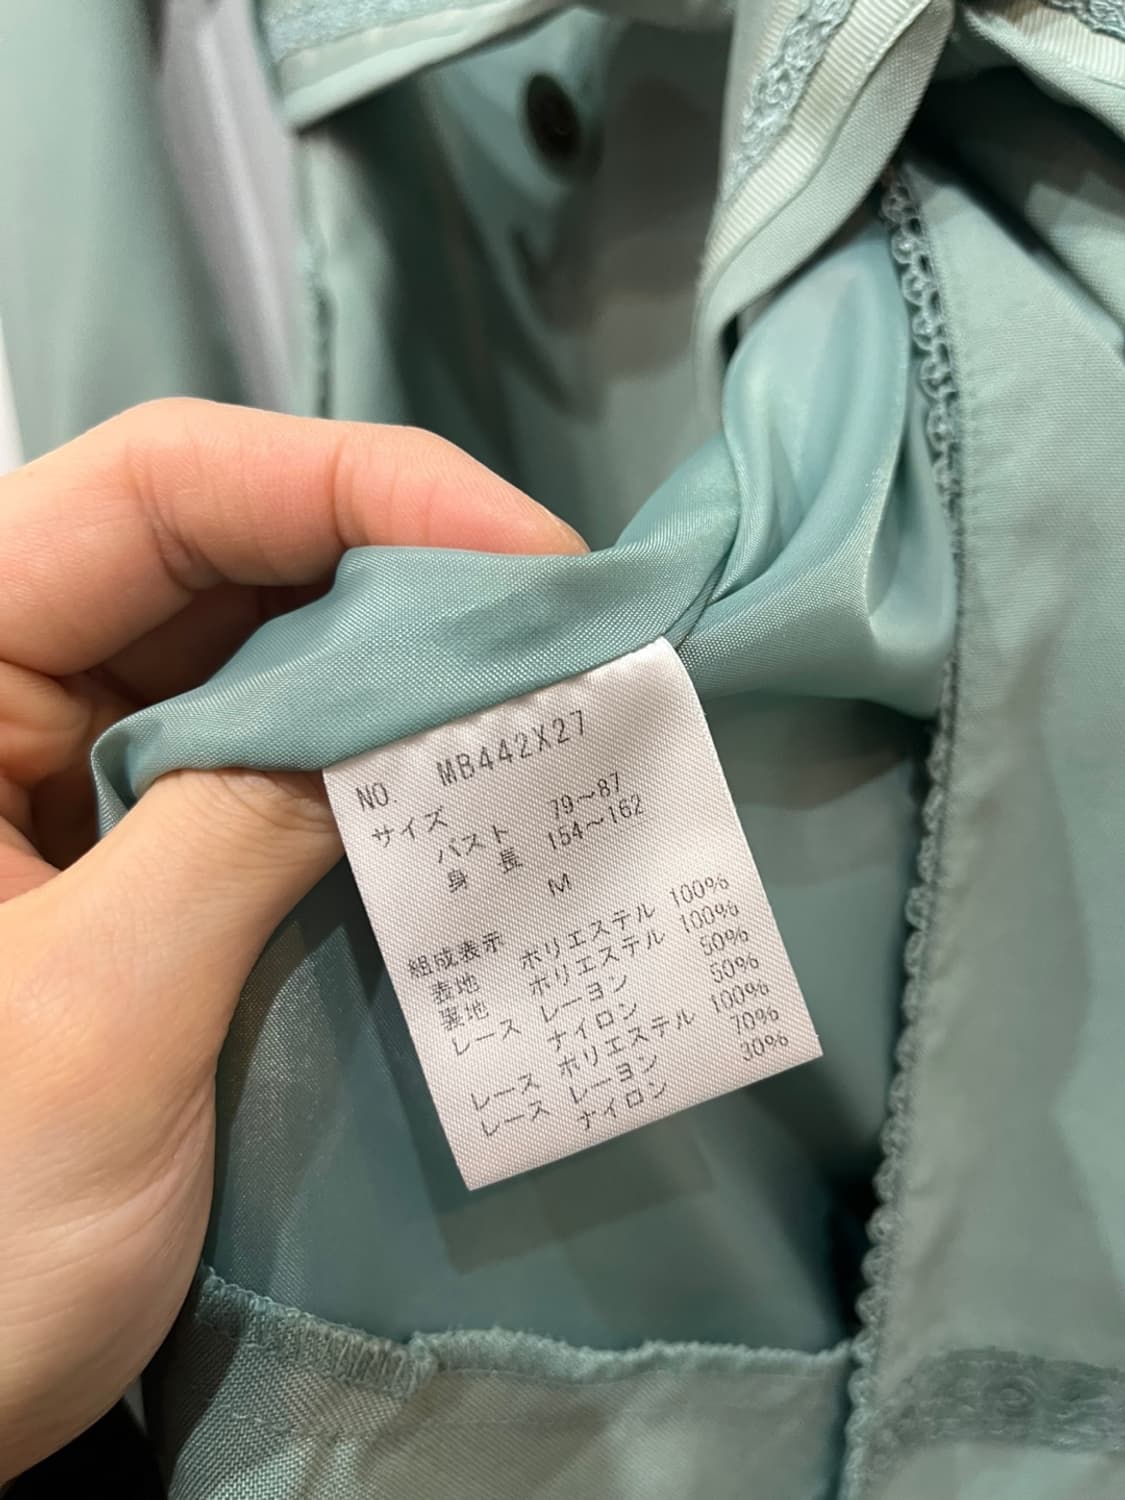 NO. MB442X27
サイズ
バスト 79～87
身長 154～162
M
組成表示
表地 ポリエステル 100%
裏地 ポリエステル 100%
レース レーヨン 50%
ナイロン 50%
レース ポリエステル 100%
レース レーヨン 70%
ナイロン 30%